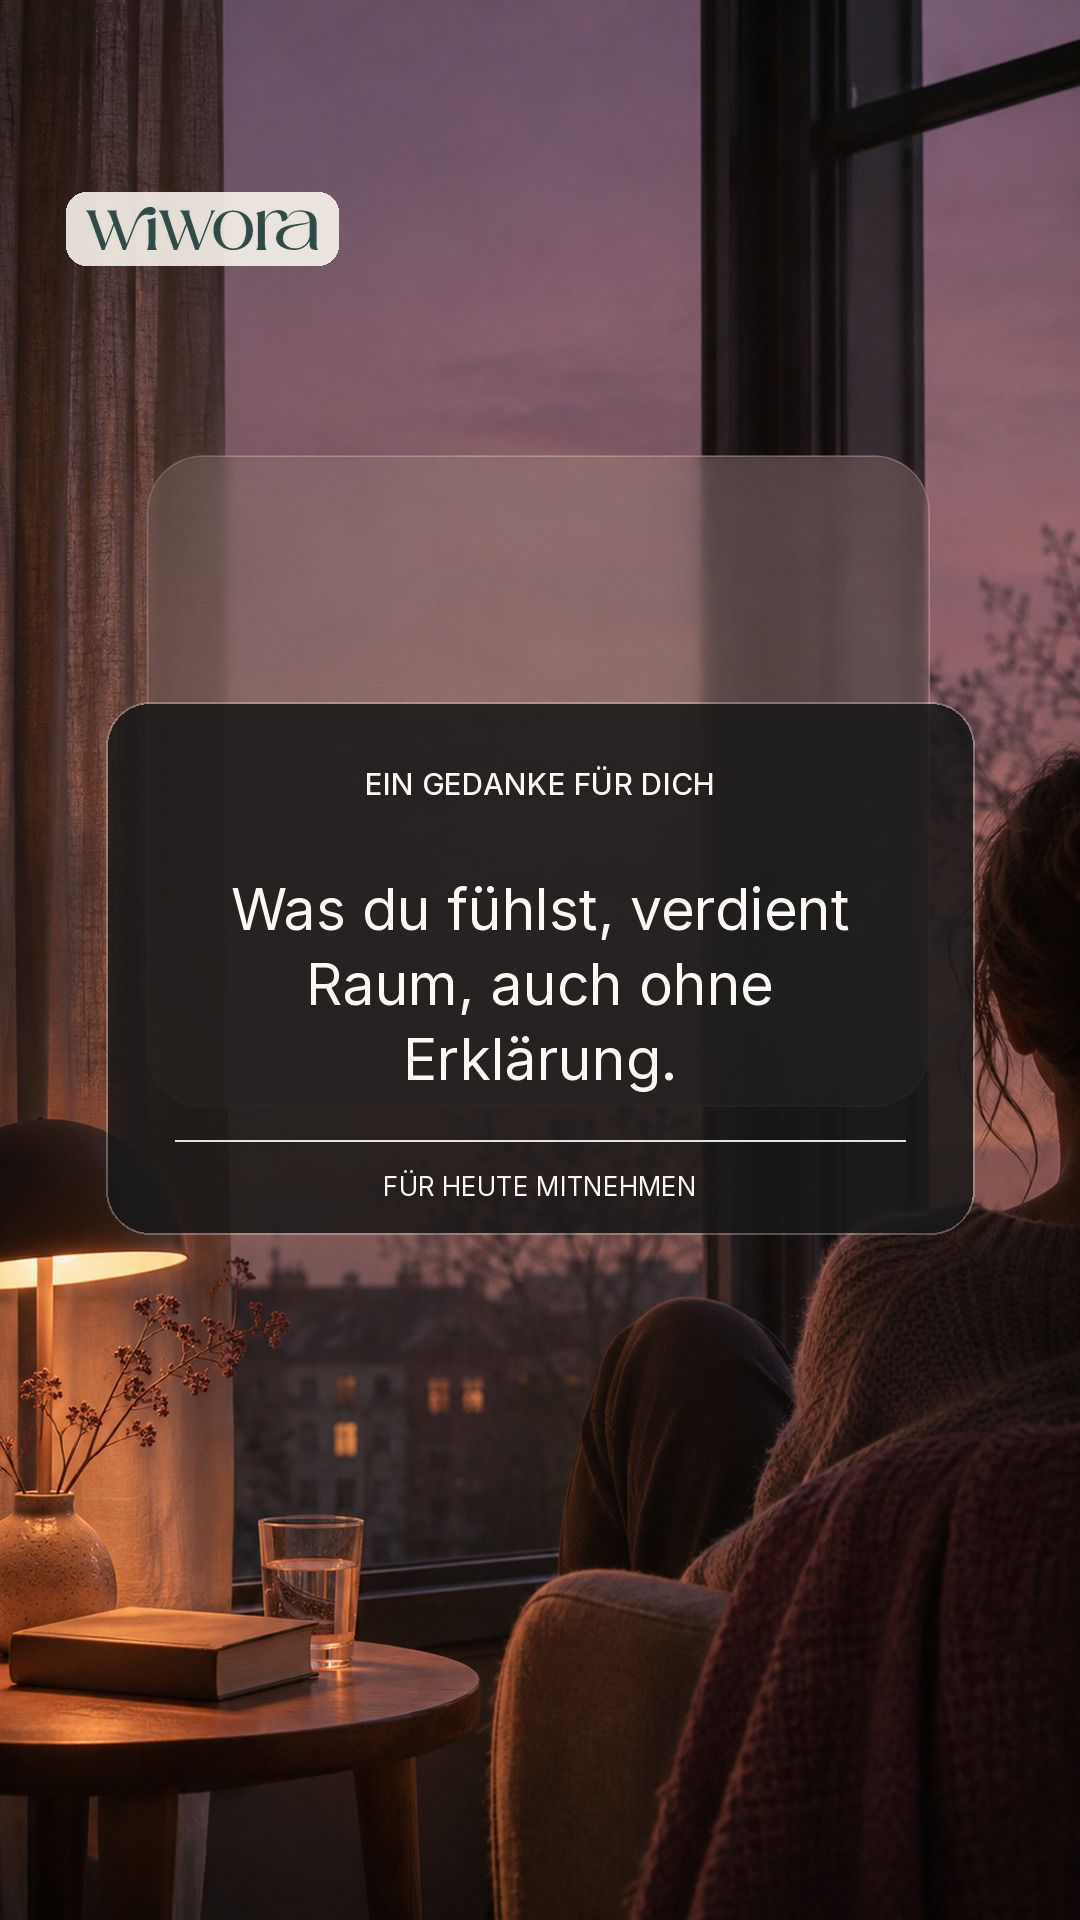 wiwora
EIN GEDANKE FÜR DICH
Was du fühlst, verdient
Raum, auch ohne
Erklärung.
FÜR HEUTE MITNEHMEN